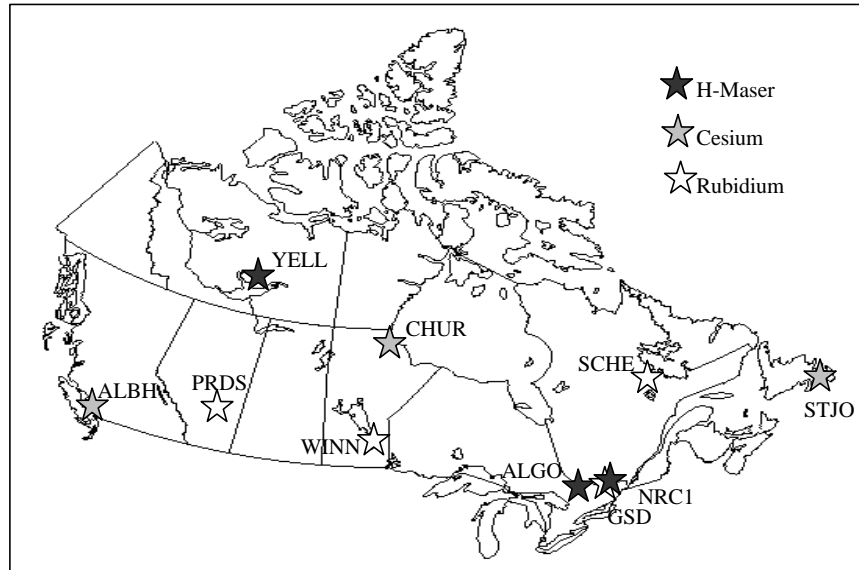 H-Maser
Cesium
Rubidium
YELL
CHUR
SCHE
ALBH
PRDS
STJO
WINN
ALGO
NRC1
GSD